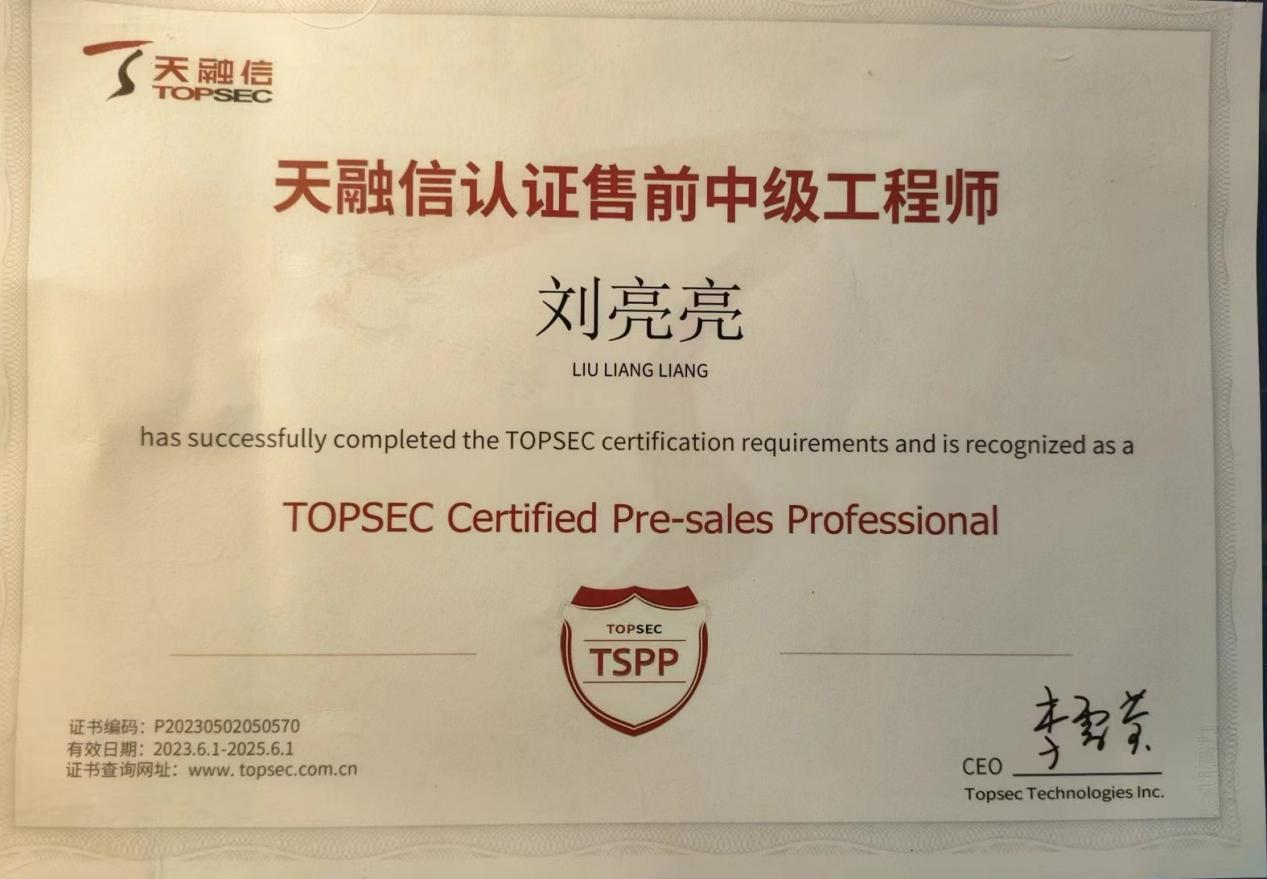 天融信
TOPSEC
天融信认证售前中级工程师
刘亮亮
LIU LIANG LIANG
has successfully completed the TOPSEC certification requirements and is recognized as a
TOPSEC Certified Pre-sales Professional
TOPSEC
TSPP
证书编码：P20230502050570
有效日期：2023.6.1-2025.6.1
证书查询网址：www. topsec.com.cn
李雪莹
CEO
Topsec Technologies Inc.